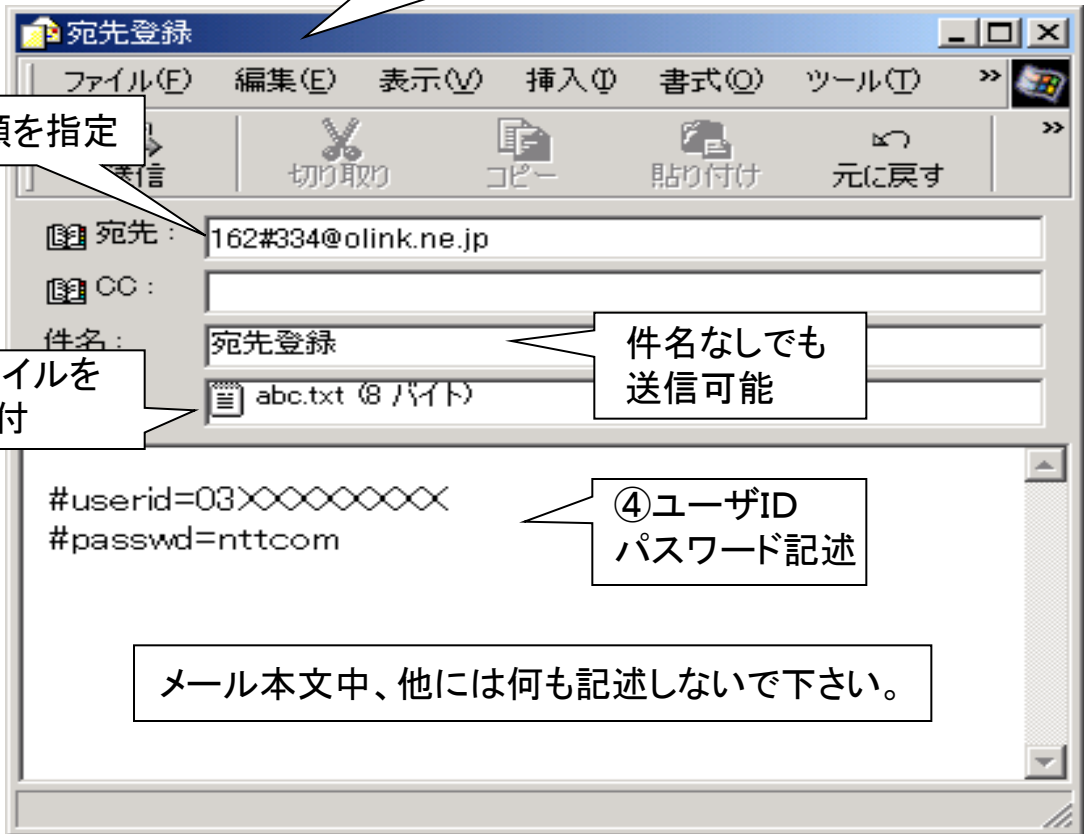 宛先登録
ファイル(F) 編集(E) 表示(V) 挿入(I) 書式(O) ツール(T) »
を指定
送信 切り取り コピー 貼り付け 元に戻す »
宛先: 162#334@olink.ne.jp
CC:
件名: 宛先登録
件名なしでも
送信可能
イルを
付
abc.txt (8 バイト)
#userid=03XXXXXXXX
#passwd=nttcom
④ユーザID
パスワード記述
メール本文中、他には何も記述しないで下さい。